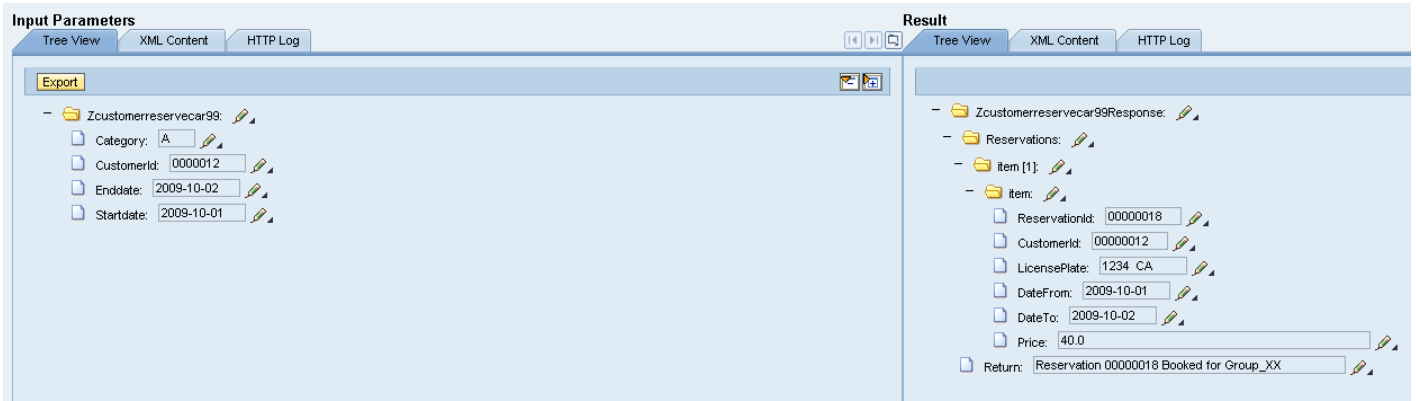 Input Parameters
Tree View XML Content HTTP Log
Export
Zcustomerreservecar99:
Category: A
CustomerId: 0000012
Enddate: 2009-10-02
Startdate: 2009-10-01
Result
Tree View XML Content HTTP Log
Zcustomerreservecar99Response:
Reservations:
item [1]:
item:
ReservationId: 00000018
CustomerId: 00000012
LicensePlate: 1234 CA
DateFrom: 2009-10-01
DateTo: 2009-10-02
Price: 40.0
Return: Reservation 00000018 Booked for Group_XX